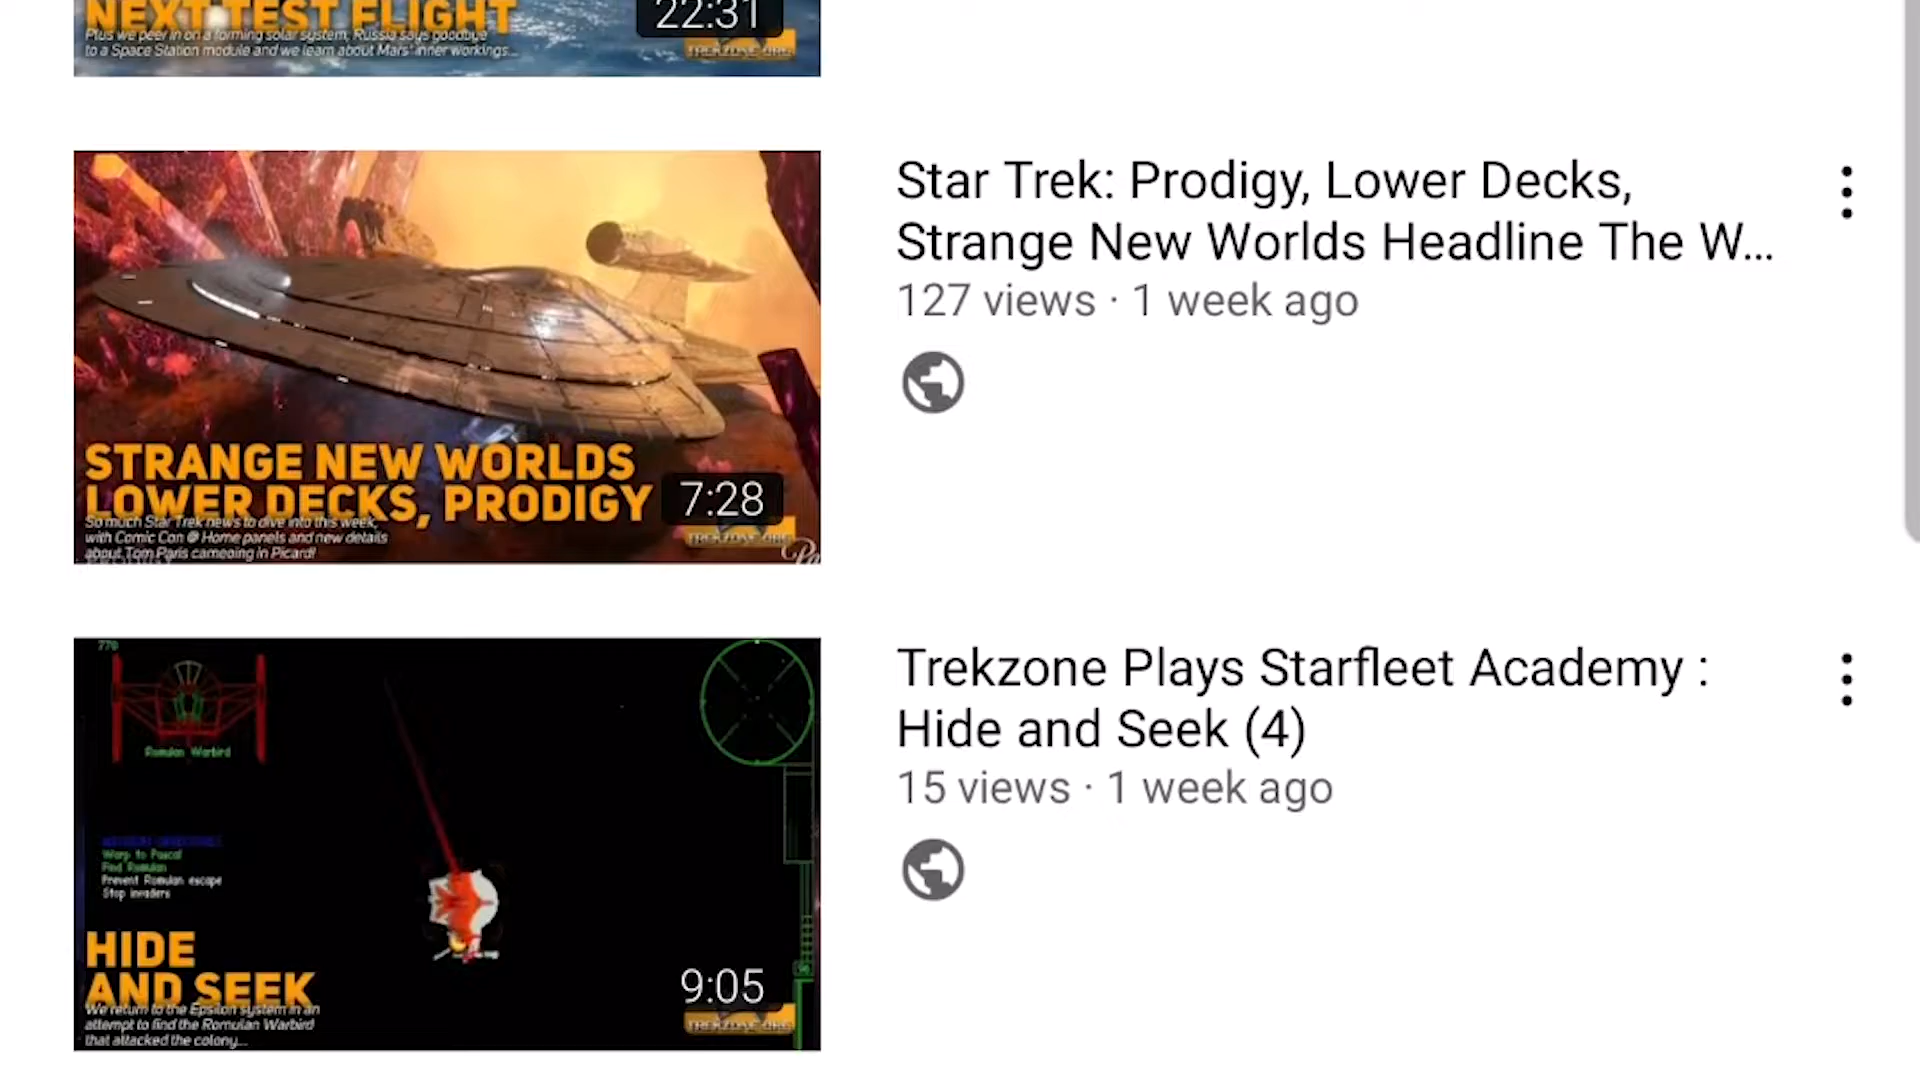 NEXT TEST FLIGHT
22:31
Plus we peer in on a forming solar system, Russia says goodbye
to a Space Station module and we learn about Mars' inner workings...
TREKZONE.ORG
Star Trek: Prodigy, Lower Decks,
Strange New Worlds Headline The W...
127 views · 1 week ago
STRANGE NEW WORLDS
LOWER DECKS, PRODIGY
7:28
So much Star Trek news to dive into this week,
with Comic Con @ Home panels and new details
about Tom Paris cameoing in Picard!
TREKZONE.ORG
Trekzone Plays Starfleet Academy :
Hide and Seek (4)
15 views · 1 week ago
Romulan Warbird
Warp to Pascal
Find Romulan
Prevent Romulan escape
Stop invaders
HIDE
AND SEEK
9:05
We return to the Epsilon system in an
attempt to find the Romulan Warbird
that attacked the colony...
TREKZONE.ORG